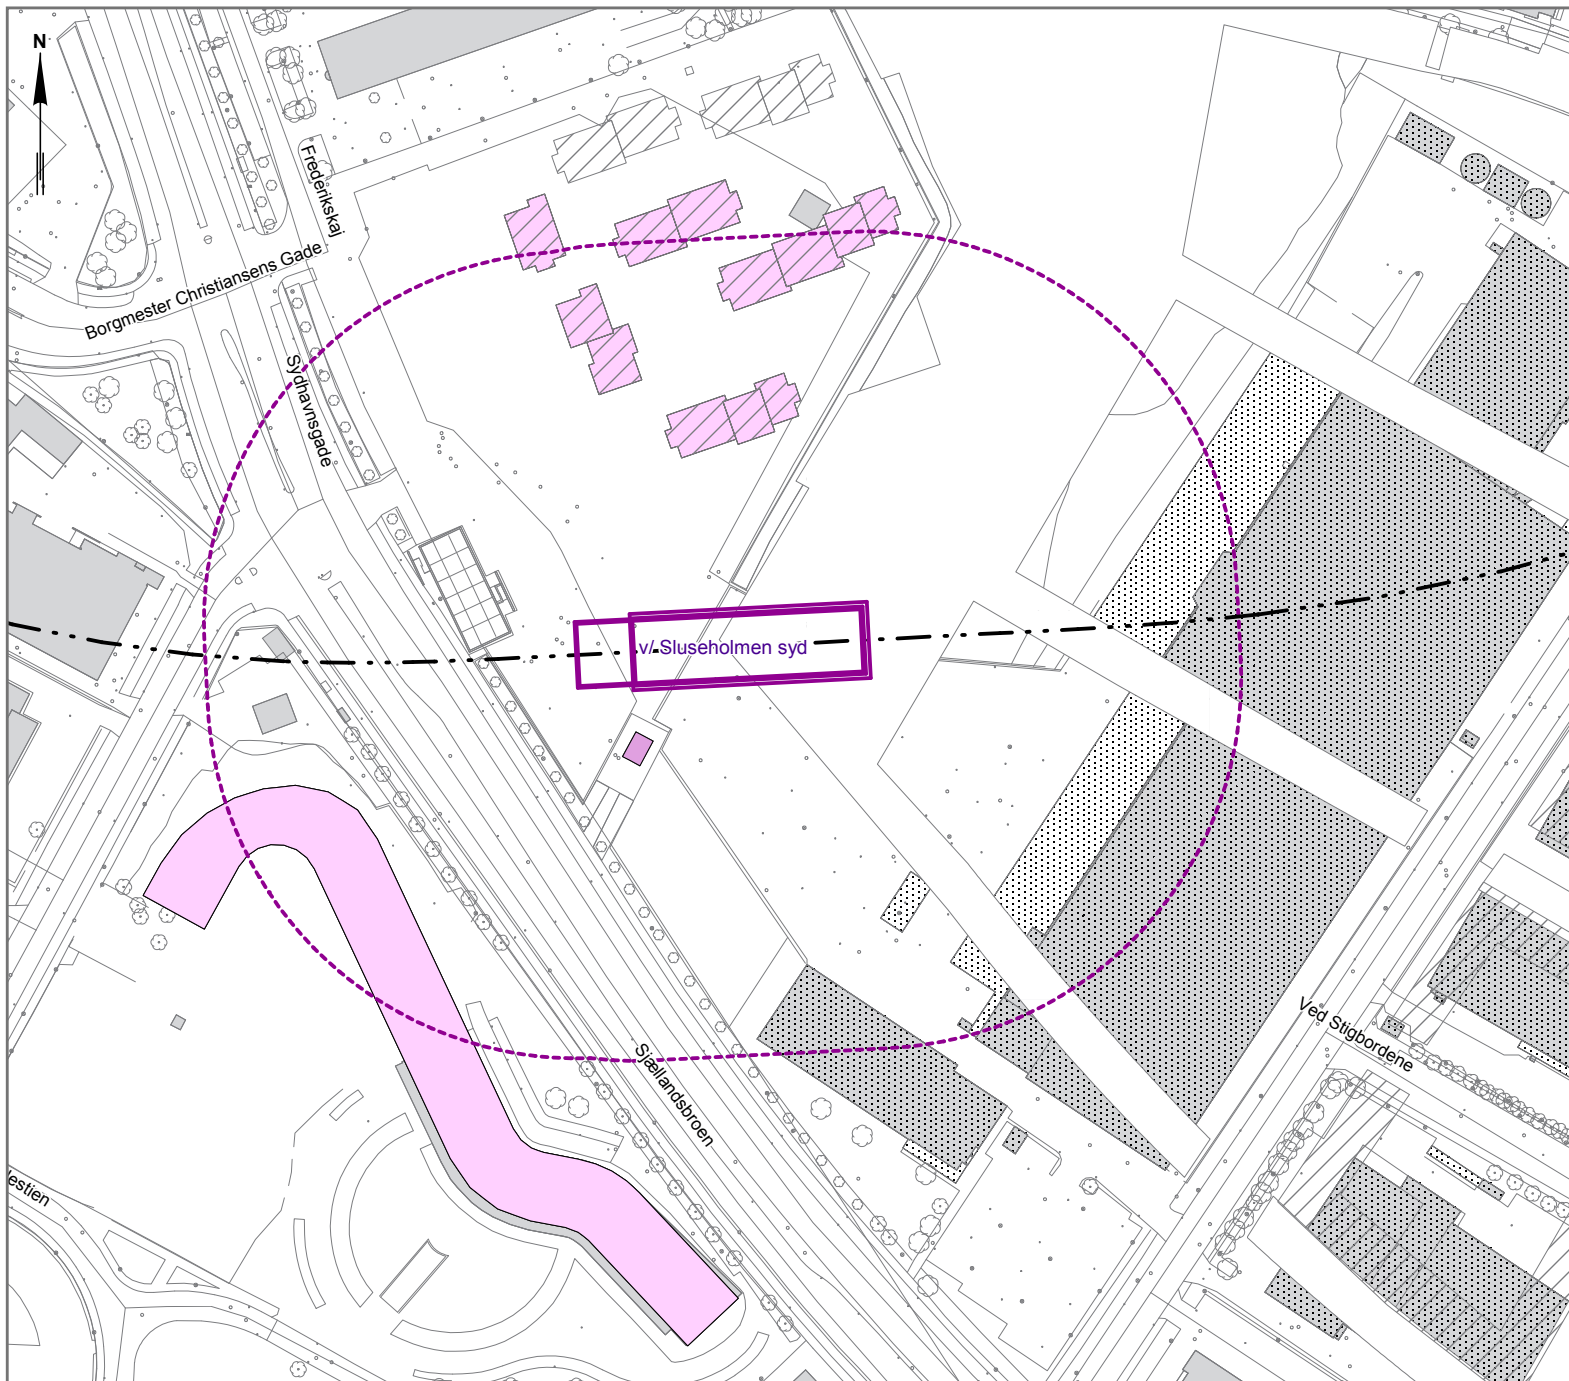 N
Frederikskaj
Borgmester Christiansens Gade
Sydhavnsgade
v/ Sluseholmen syd
Ved Stigbordene
Sjællandsbroen
estien